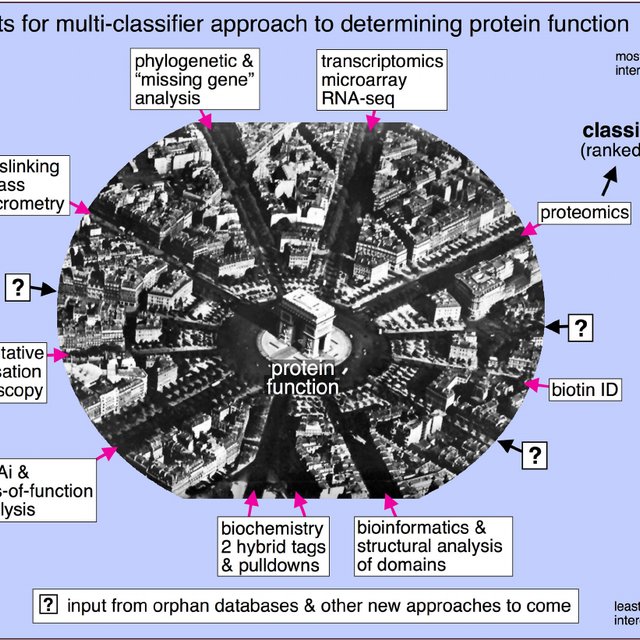 ts for multi-classifier approach to determining protein function
mos
inter
phylogenetic &
“missing gene”
analysis
transcriptomics
microarray
RNA-seq
classi
(ranked
slinking
ass
crometry
proteomics
?
?
protein
function
tative
sation
scopy
biotin ID
?
Ai &
s-of-function
lysis
biochemistry
2 hybrid tags
& pulldowns
bioinformatics &
structural analysis
of domains
? input from orphan databases & other new approaches to come
least
inter